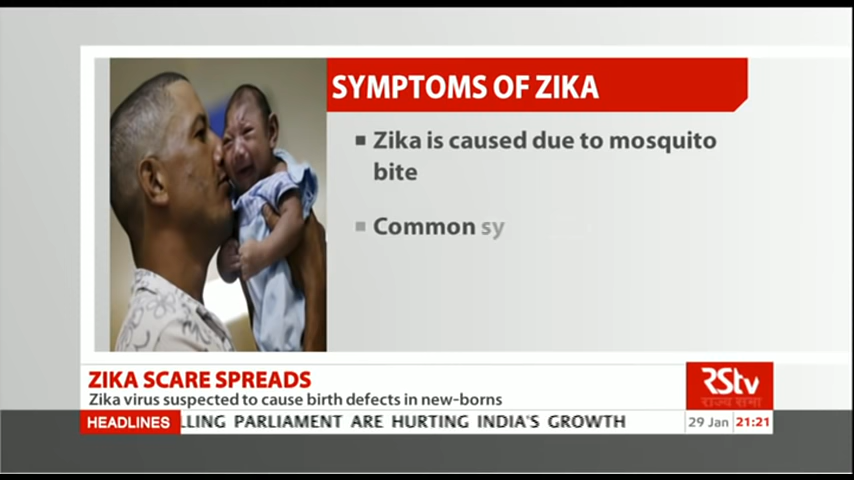 SYMPTOMS OF ZIKA
Zika is caused due to mosquito
bite
Common sy
ZIKA SCARE SPREADS
Zika virus suspected to cause birth defects in new-borns
RStv
राज्य सभा
HEADLINES LLING PARLIAMENT ARE HURTING INDIA'S GROWTH 29 Jan 21:21